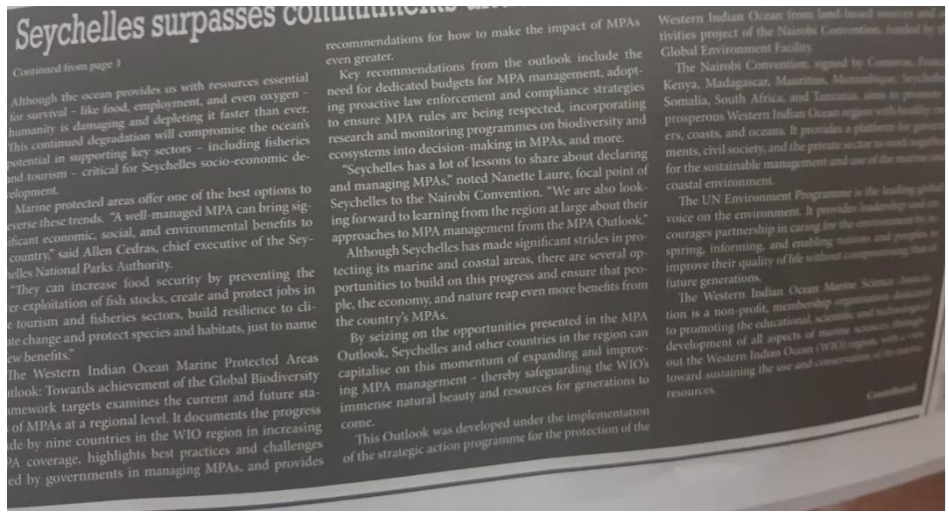 Seychelles surpasses commitments
Continued from page 1
Although the ocean provides us with resources essential
for survival - like food, employment, and even oxygen -
humanity is damaging and depleting it faster than ever.
This continued degradation will compromise the ocean's
potential in supporting key sectors - including fisheries
and tourism - critical for Seychelles socio-economic de-
elopment.
Marine protected areas offer one of the best options to
everse these trends. "A well-managed MPA can bring sig-
ificant economic, social, and environmental benefits to
country," said Allen Cedras, chief executive of the Sey-
elles National Parks Authority.
"They can increase food security by preventing the
er-exploitation of fish stocks, create and protect jobs in
e tourism and fisheries sectors, build resilience to cli-
ate change and protect species and habitats, just to name
ew benefits."
The Western Indian Ocean Marine Protected Areas
utlook: Towards achievement of the Global Biodiversity
amework targets examines the current and future sta-
of MPAs at a regional level. It documents the progress
de by nine countries in the WIO region in increasing
PA coverage, highlights best practices and challenges
ed by governments in managing MPAs, and provides
recommendations for how to make the impact of MPAs
even greater.
Key recommendations from the outlook include the
need for dedicated budgets for MPA management, adopt-
ing proactive law enforcement and compliance strategies
to ensure MPA rules are being respected, incorporating
research and monitoring programmes on biodiversity and
ecosystems into decision-making in MPAs, and more.
"Seychelles has a lot of lessons to share about declaring
and managing MPAs," noted Nanette Laure, focal point of
Seychelles to the Nairobi Convention. "We are also look-
ing forward to learning from the region at large about their
approaches to MPA management from the MPA Outlook."
Although Seychelles has made significant strides in pro-
tecting its marine and coastal areas, there are several op-
portunities to build on this progress and ensure that peo-
ple, the economy, and nature reap even more benefits from
the country's MPAs.
By seizing on the opportunities presented in the MPA
Outlook, Seychelles and other countries in the region can
capitalise on this momentum of expanding and improv-
ing MPA management - thereby safeguarding the WIO's
immense natural beauty and resources for generations to
come.
This Outlook was developed under the implementation
of the strategic action programme for the protection of the
Western Indian Ocean from land-based sources and
tivities project of the Nairobi Convention, funded by
Global Environment Facility.
The Nairobi Convention, signed by Comoros,
Kenya, Madagascar, Mauritius, Mozambique, Seychelles
Somalia, South Africa, and Tanzania, aims to promote
prosperous Western Indian Ocean region with healthy
ers, coasts, and oceans. It provides a platform for govern-
ments, civil society, and the private sector to work together
for the sustainable management and use of the marine and
coastal environment.
The UN Environment Programme is the leading global
voice on the environment. It provides leadership and en-
courages partnership in caring for the environment by in-
spiring, informing, and enabling nations and peoples to
improve their quality of life without compromising that of
future generations.
The Western Indian Ocean Marine Science Associa-
tion is a non-profit, membership organisation dedicated
to promoting the educational, scientific and technological
development of all aspects of marine sciences through-
out the Western Indian Ocean (WIO) region, with a view
toward sustaining the use and conservation of its marine
resources.
Contributed